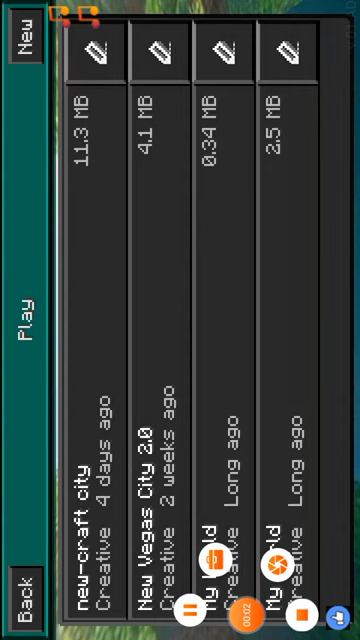 Back
Play
New
new-craft city
Creative 4 days ago
11.3 MB
New Vegas City 2.0
Creative 2 weeks ago
4.1 MB
Creative Long ago
0.34 MB
My
Long ago
2.5 MB
00:02